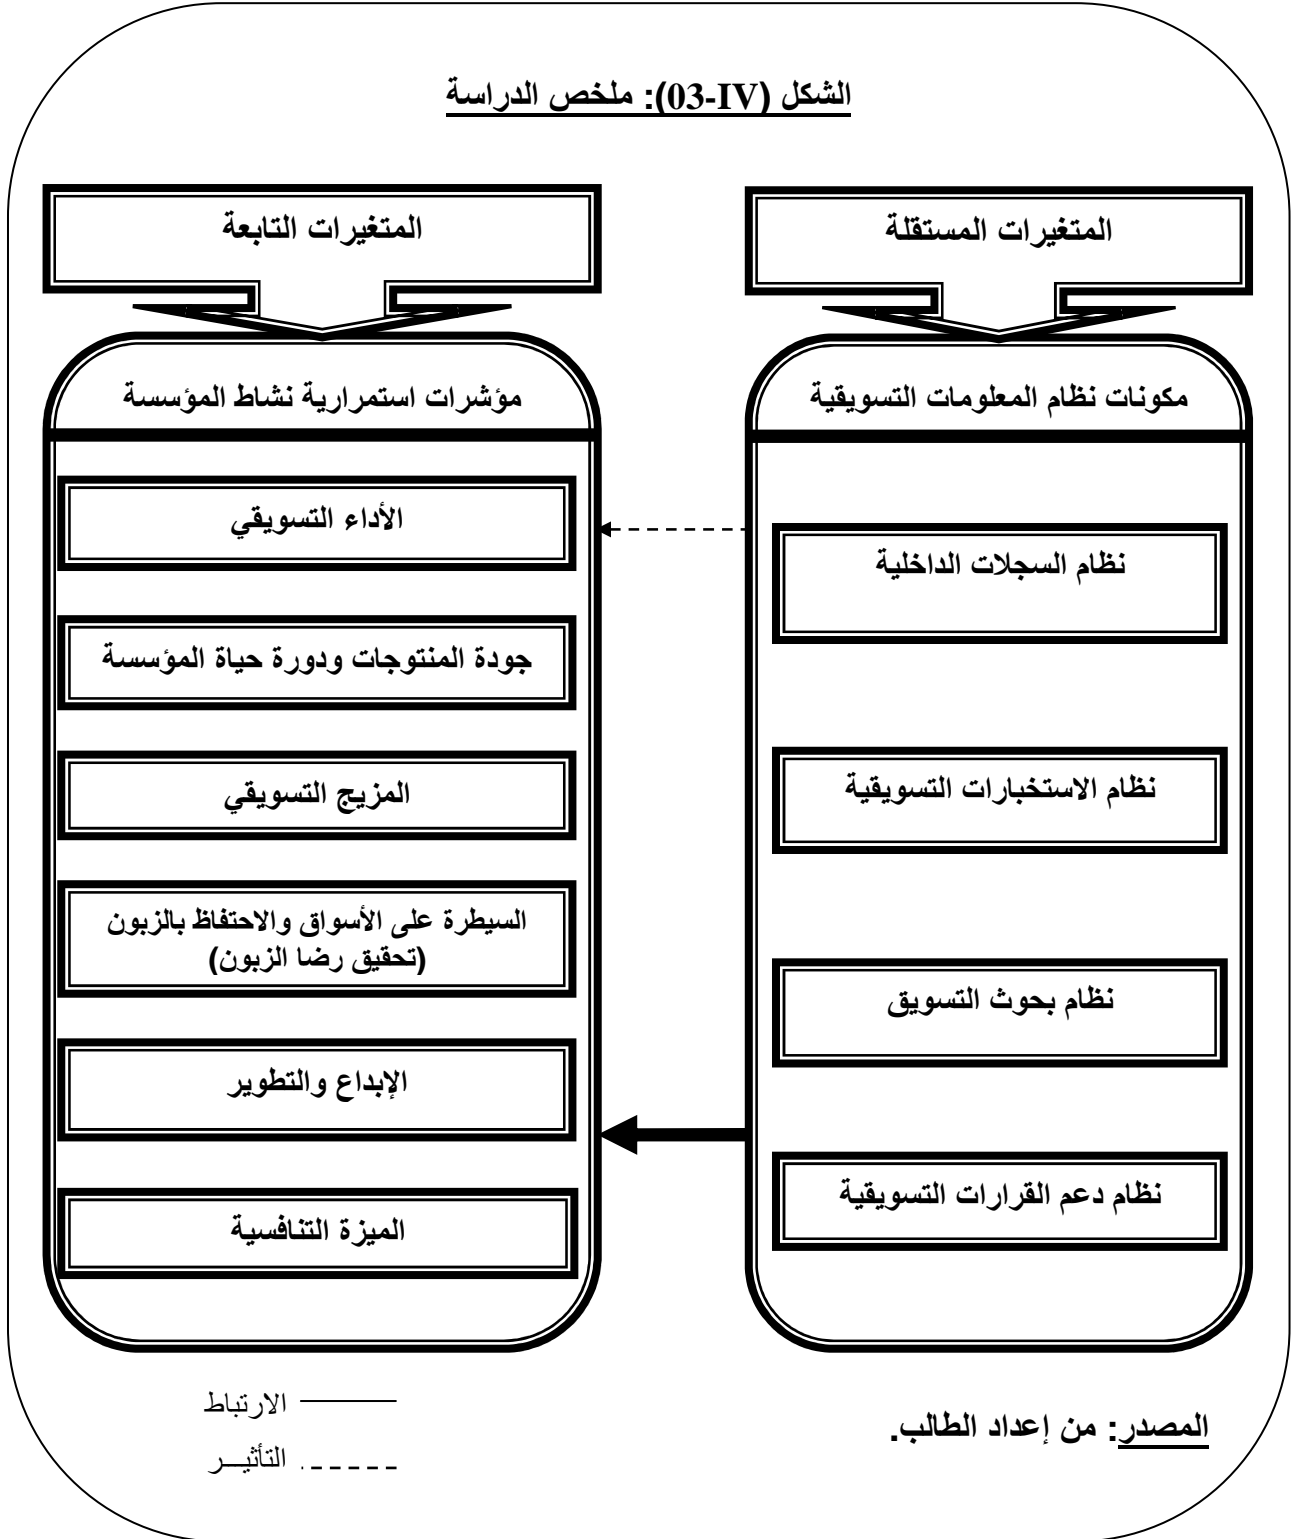 الشكل (03-IV): ملخص الدراسة
المتغيرات المستقلة
مكونات نظام المعلومات التسويقية
نظام السجلات الداخلية
نظام الاستخبارات التسويقية
نظام بحوث التسويق
نظام دعم القرارات التسويقية
المتغيرات التابعة
مؤشرات استمرارية نشاط المؤسسة
الأداء التسويقي
جودة المنتوجات ودورة حياة المؤسسة
المزيج التسويقي
السيطرة على الأسواق والاحتفاظ بالزبون
(تحقيق رضا الزبون)
الإبداع والتطوير
الميزة التنافسية
المصدر: من إعداد الطالب.
الارتباط
التأثيـــر